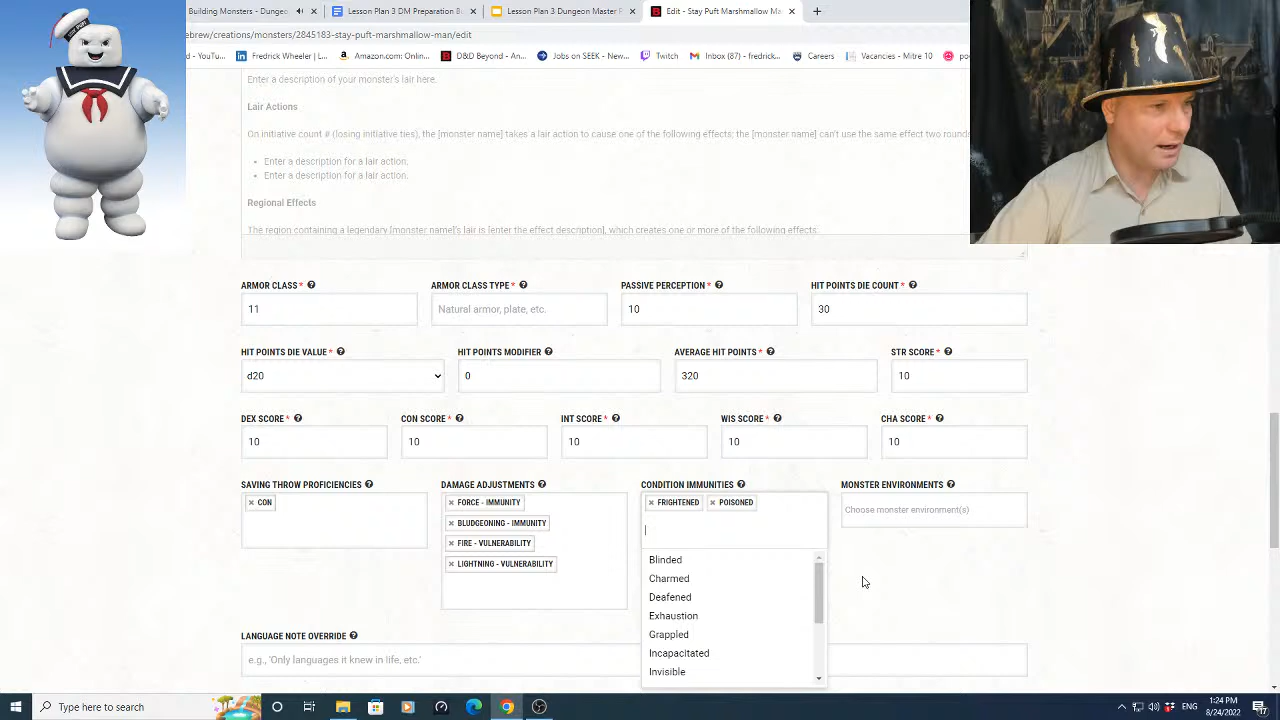 Building Monsters - Dungeon
Lesson Plan 3 DM Preparation B
Lesson Plan 3 Dungeon Master F
Edit - Stay Puft Marshmallow Ma
ebrew/creations/monsters/2845183-stay-puft-marshmallow-man/edit
d - YouTu...
Fredrick Wheeler | L...
Amazon.com: Online...
D&D Beyond - An...
Jobs on SEEK - New...
Twitch
Inbox (87) - fredrick...
Careers
Vacancies - Mitre 10
po
STAY PUFT
Enter a description of your monster's lair here.
Lair Actions
On initiative count # (losing initiative ties), the [monster name] takes a lair action to cause one of the following effects; the [monster name] can't use the same effect two rounds
Enter a description for a lair action.
Enter a description for a lair action.
Regional Effects
The region containing a legendary [monster name]'s lair is [enter the effect description], which creates one or more of the following effects:
ARMOR CLASS * ARMOR CLASS TYPE * PASSIVE PERCEPTION * HIT POINTS DIE COUNT *
11 Natural armor, plate, etc. 10 30
HIT POINTS DIE VALUE * HIT POINTS MODIFIER AVERAGE HIT POINTS * STR SCORE *
d20 0 320 10
DEX SCORE * CON SCORE * INT SCORE * WIS SCORE * CHA SCORE *
10 10 10 10 10
SAVING THROW PROFICIENCIES DAMAGE ADJUSTMENTS CONDITION IMMUNITIES MONSTER ENVIRONMENTS
× CON × FORCE - IMMUNITY × FRIGHTENED × POISONED Choose monster environment(s)
× BLUDGEONING - IMMUNITY
× FIRE - VULNERABILITY
× LIGHTNING - VULNERABILITY
Blinded
Charmed
Deafened
Exhaustion
Grappled
Incapacitated
Invisible
LANGUAGE NOTE OVERRIDE
e.g., 'Only languages it knew in life, etc.'
Type here to search
1:24 PM
8/24/2022
17